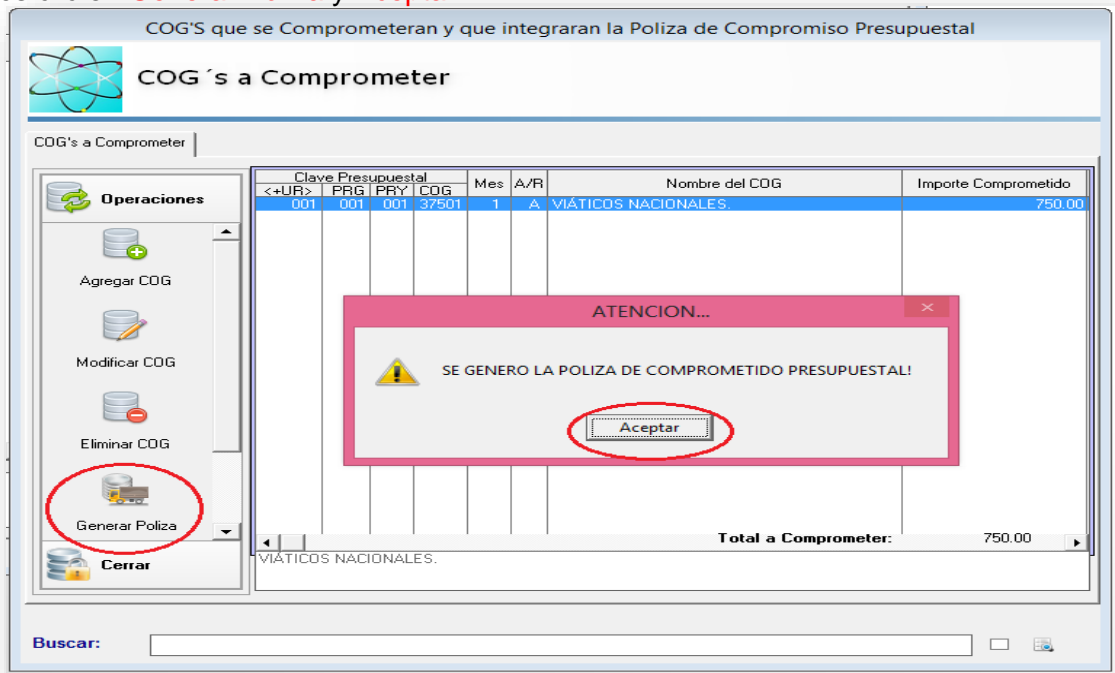 COG'S que se Comprometeran y que integraran la Poliza de Compromiso Presupuestal
COG´s a Comprometer
COG's a Comprometer
Operaciones
Agregar COG
Modificar COG
Eliminar COG
Generar Poliza
Cerrar
Clave Presupuestal
<+UR> PRG PRY COG Mes A/R Nombre del COG Importe Comprometido
001 001 001 37501 1 A VIÁTICOS NACIONALES. 750.00
ATENCION...
SE GENERO LA POLIZA DE COMPROMETIDO PRESUPUESTAL!
Aceptar
Total a Comprometer: 750.00
VIÁTICOS NACIONALES.
Buscar: